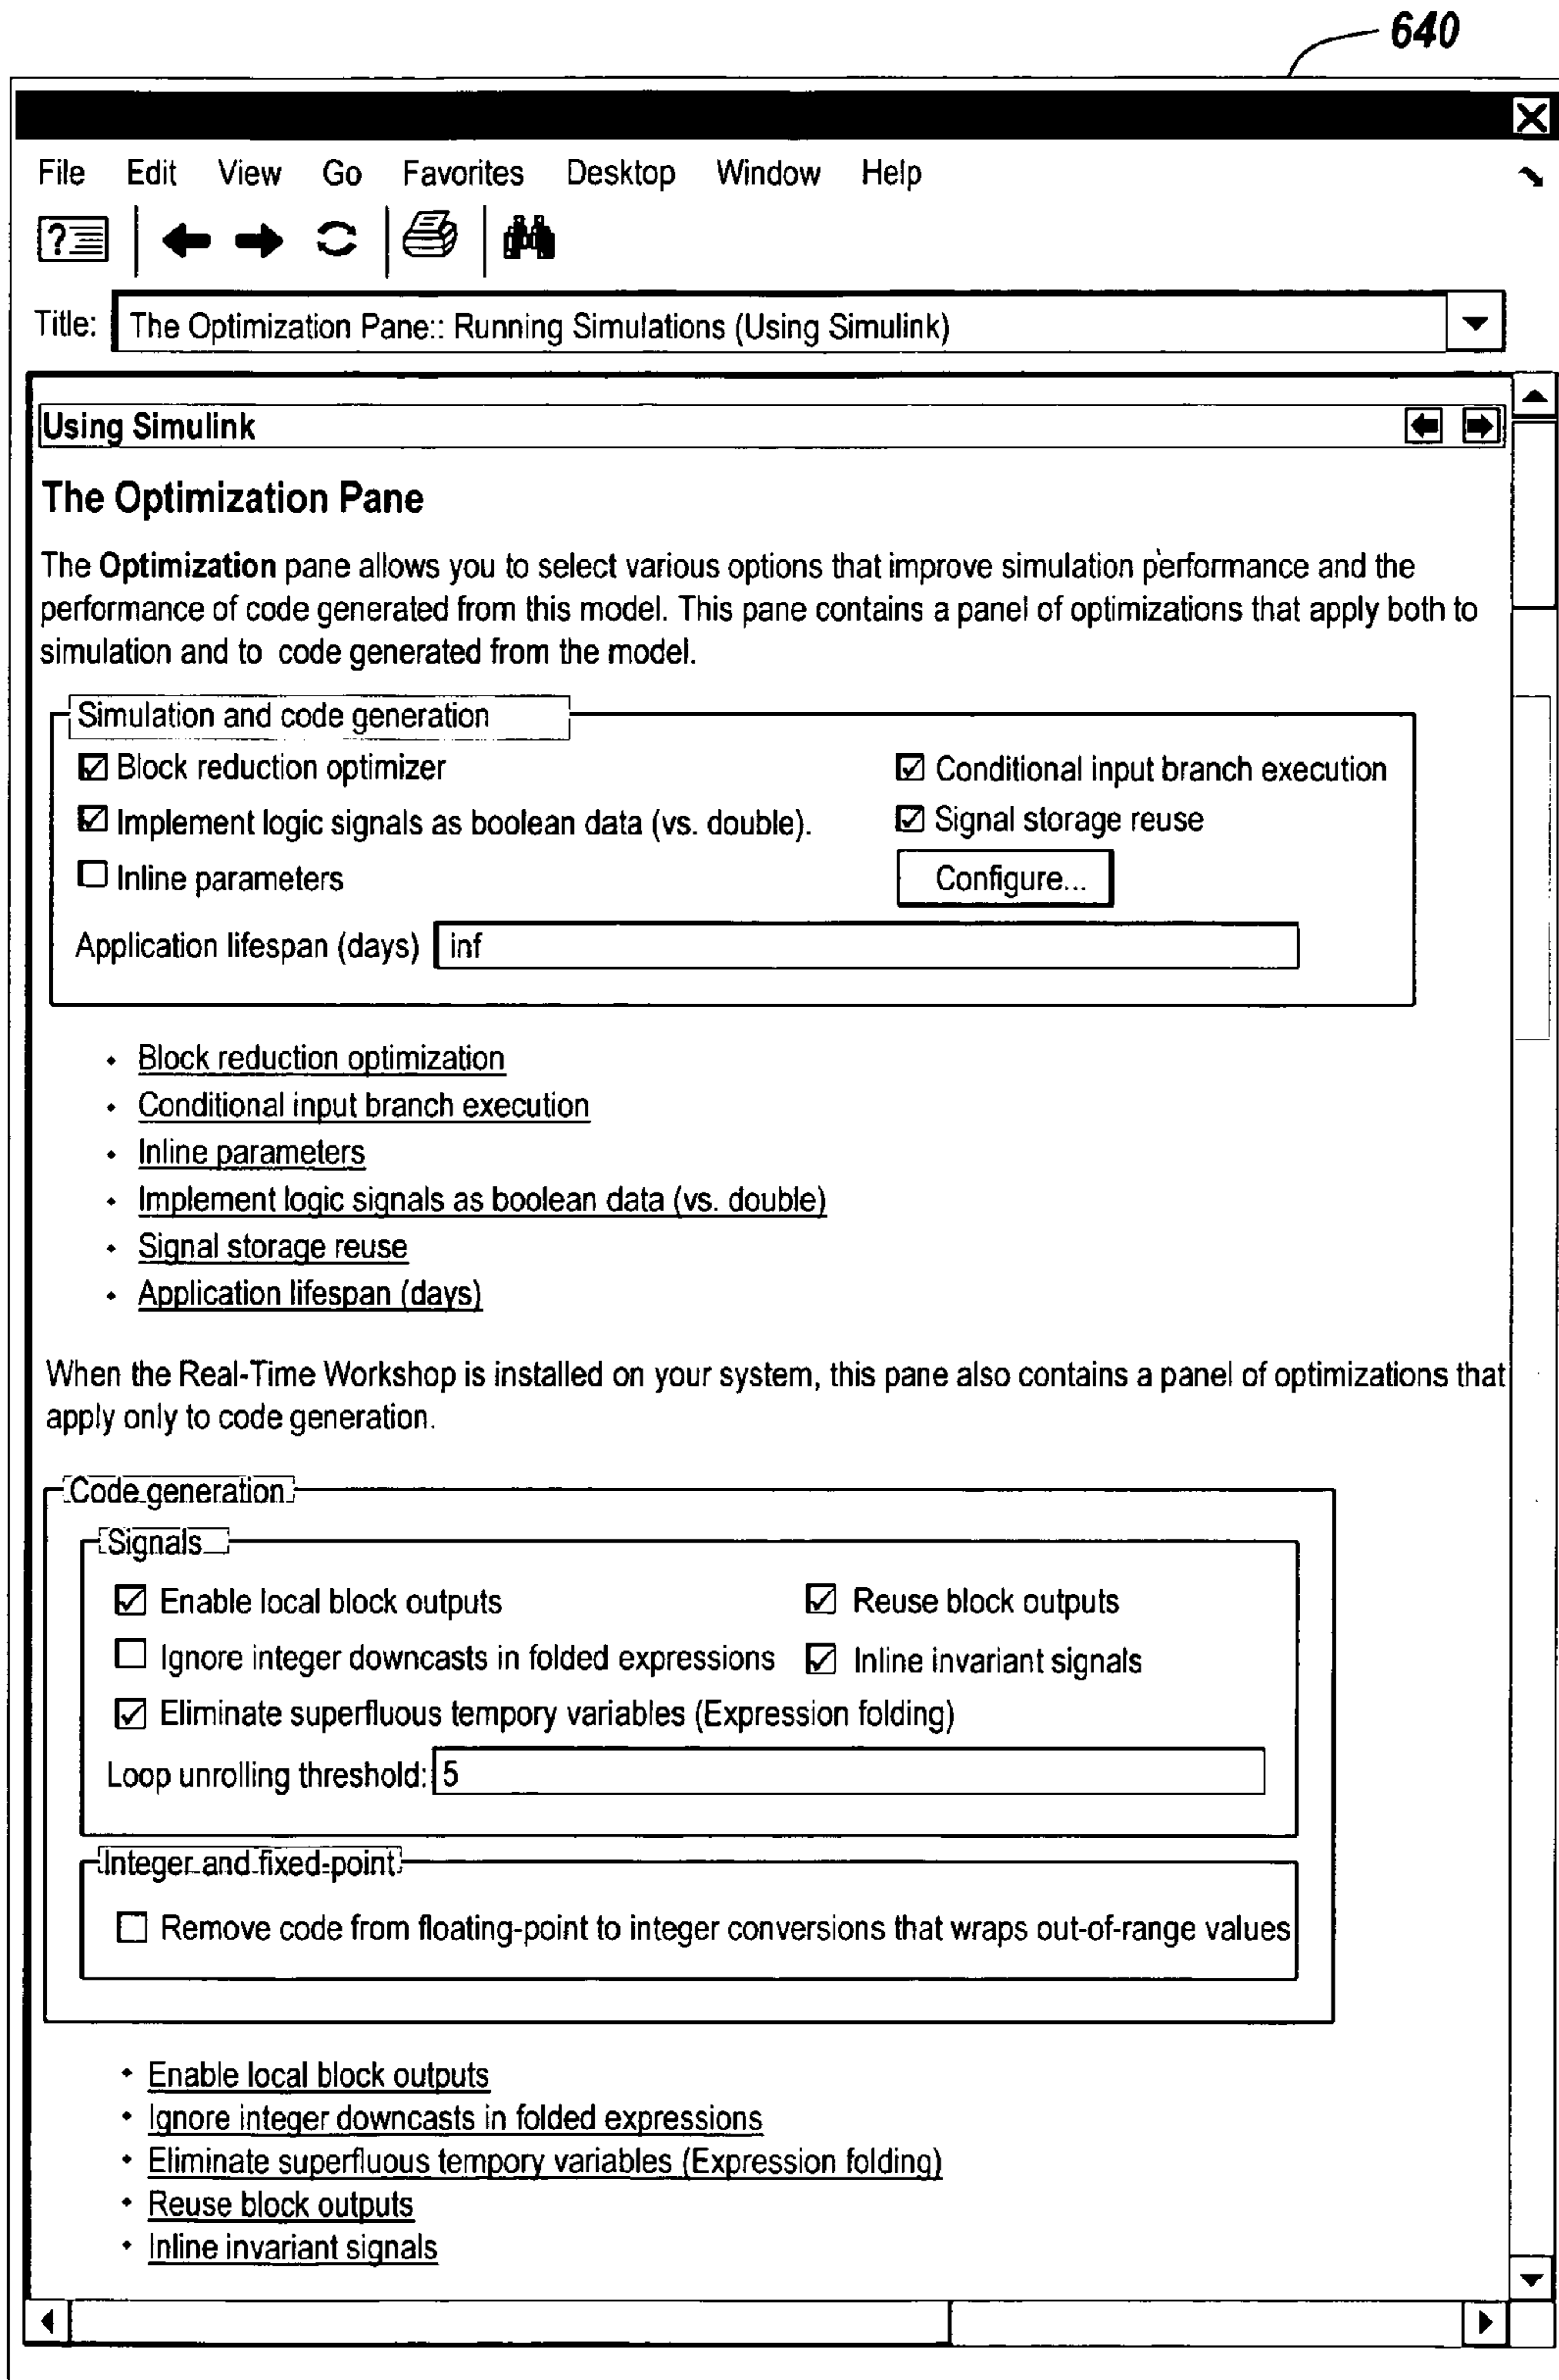 640
File Edit View Go Favorites Desktop Window Help
?
Title: The Optimization Pane:: Running Simulations (Using Simulink)
Using Simulink
The Optimization Pane
The Optimization pane allows you to select various options that improve simulation performance and the
performance of code generated from this model. This pane contains a panel of optimizations that apply both to
simulation and to code generated from the model.
Simulation and code generation
Block reduction optimizer Conditional input branch execution
Implement logic signals as boolean data (vs. double). Signal storage reuse
Inline parameters Configure...
Application lifespan (days) inf
Block reduction optimization
Conditional input branch execution
Inline parameters
Implement logic signals as boolean data (vs. double)
Signal storage reuse
Application lifespan (days)
When the Real-Time Workshop is installed on your system, this pane also contains a panel of optimizations that
apply only to code generation.
Code generation
Signals
Enable local block outputs Reuse block outputs
Ignore integer downcasts in folded expressions Inline invariant signals
Eliminate superfluous tempory variables (Expression folding)
Loop unrolling threshold: 5
Integer and fixed-point
Remove code from floating-point to integer conversions that wraps out-of-range values
Enable local block outputs
Ignore integer downcasts in folded expressions
Eliminate superfluous tempory variables (Expression folding)
Reuse block outputs
Inline invariant signals